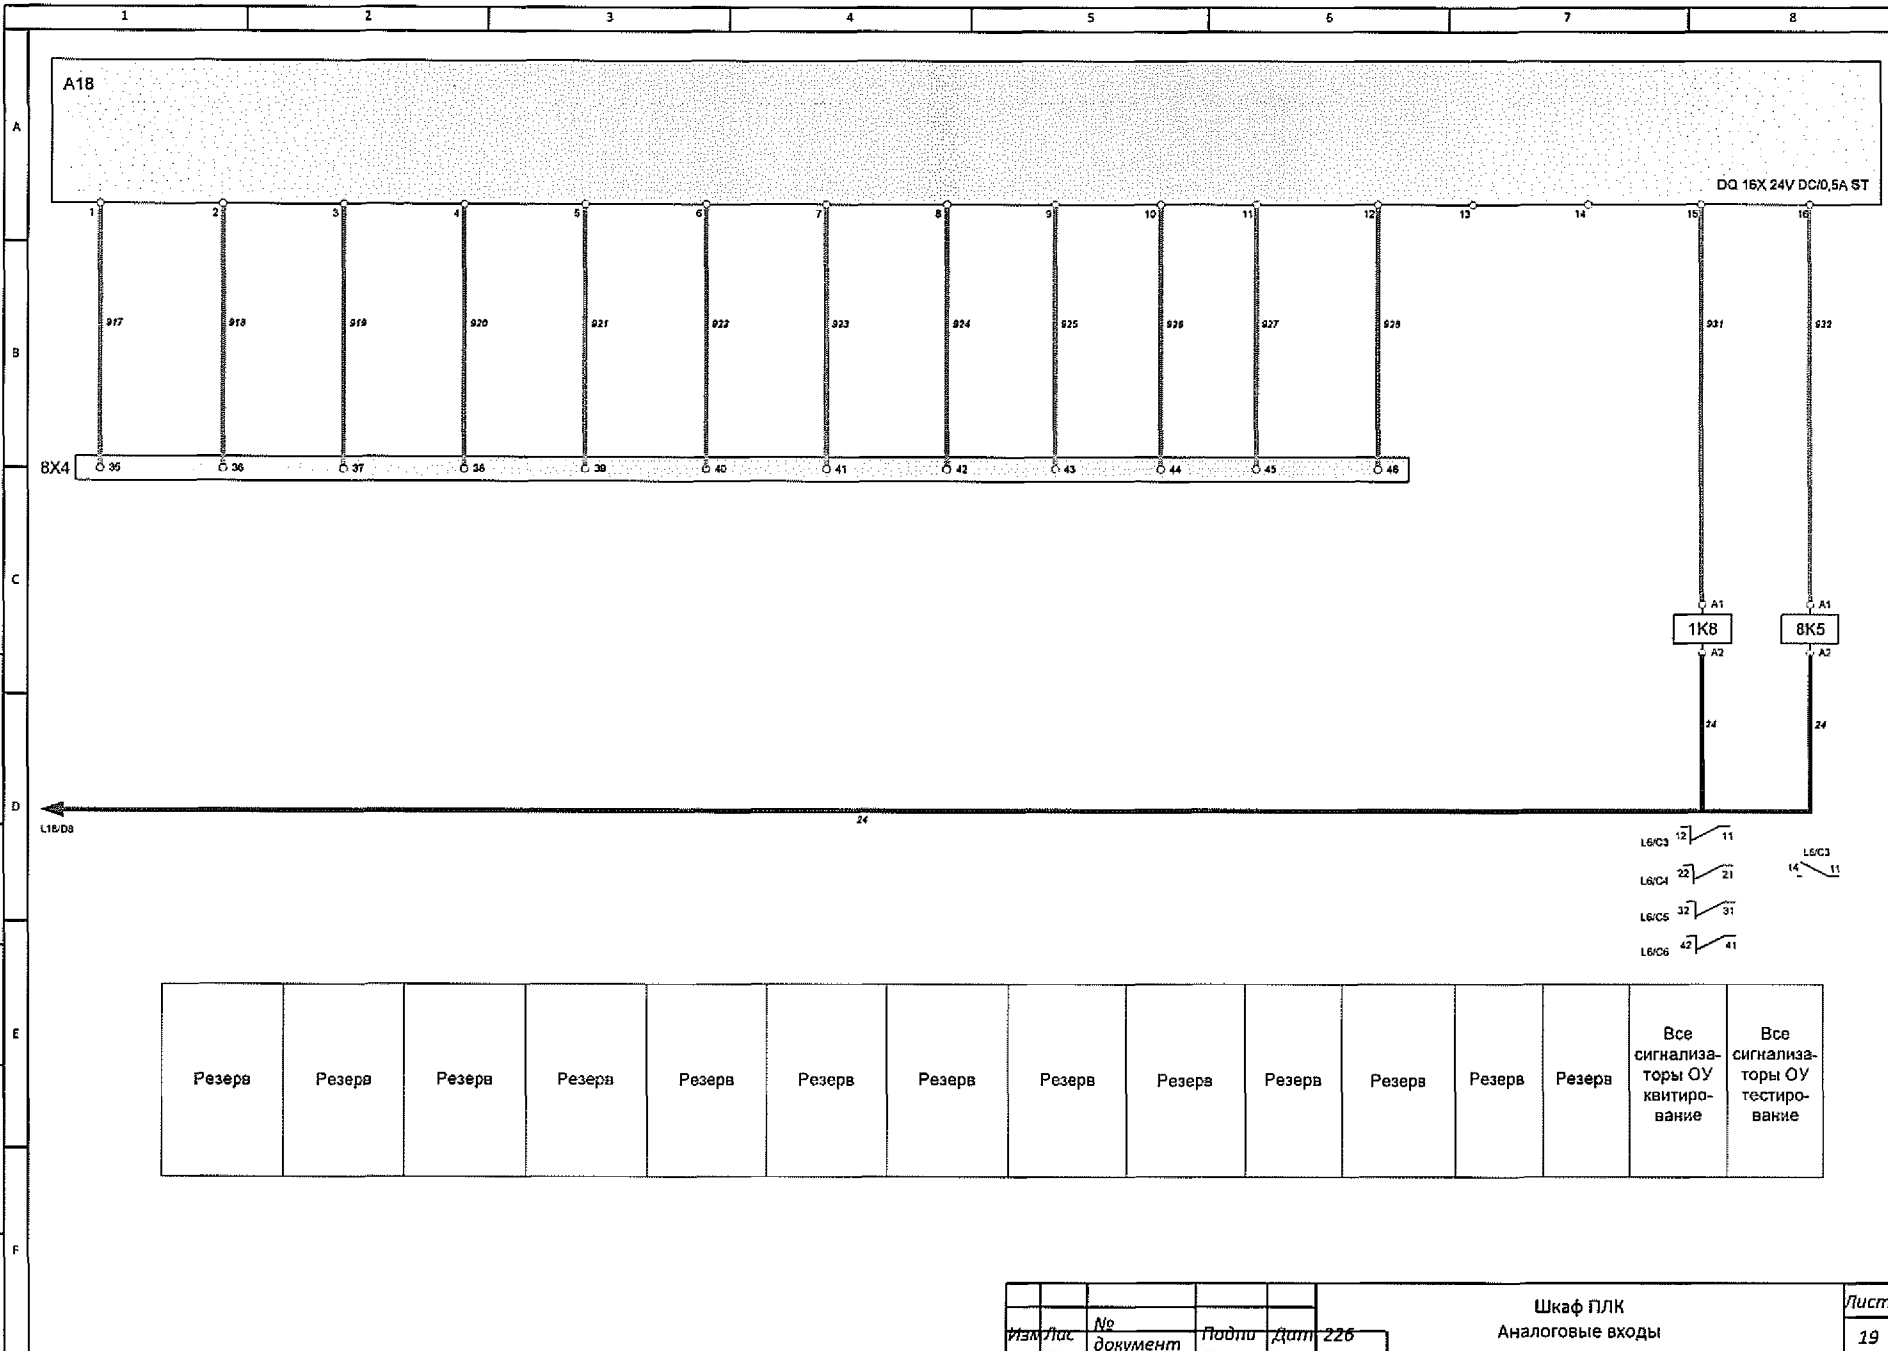 1 2 3 4 5 6 7 8
A18
A
DQ 16X 24V DC/0,5A ST
1 2 3 4 5 6 7 8 9 10 11 12 13 14 15 16
917 918 919 920 921 922 923 924 925 926 927 928 931 932
B
8X4 35 36 37 38 39 40 41 42 43 44 45 46
C
A1 A1
1K8 8K5
A2 A2
24 24
D
L18/D8
24
L6/C3 12 11
L6/C3
14 11
L6/C4 22 21
L6/C5 32 31
L6/C6 42 41
E
Резерв Резерв Резерв Резерв Резерв Резерв Резерв Резерв Резерв Резерв Резерв Резерв Резерв
Все
сигнализа-
торы ОУ
квитиро-
вание
Все
сигнализа-
торы ОУ
тестиро-
вание
F
Шкаф ПЛК
Аналоговые входы
Лист
19
Изм Лис
№
документ
Подпи Дат 226